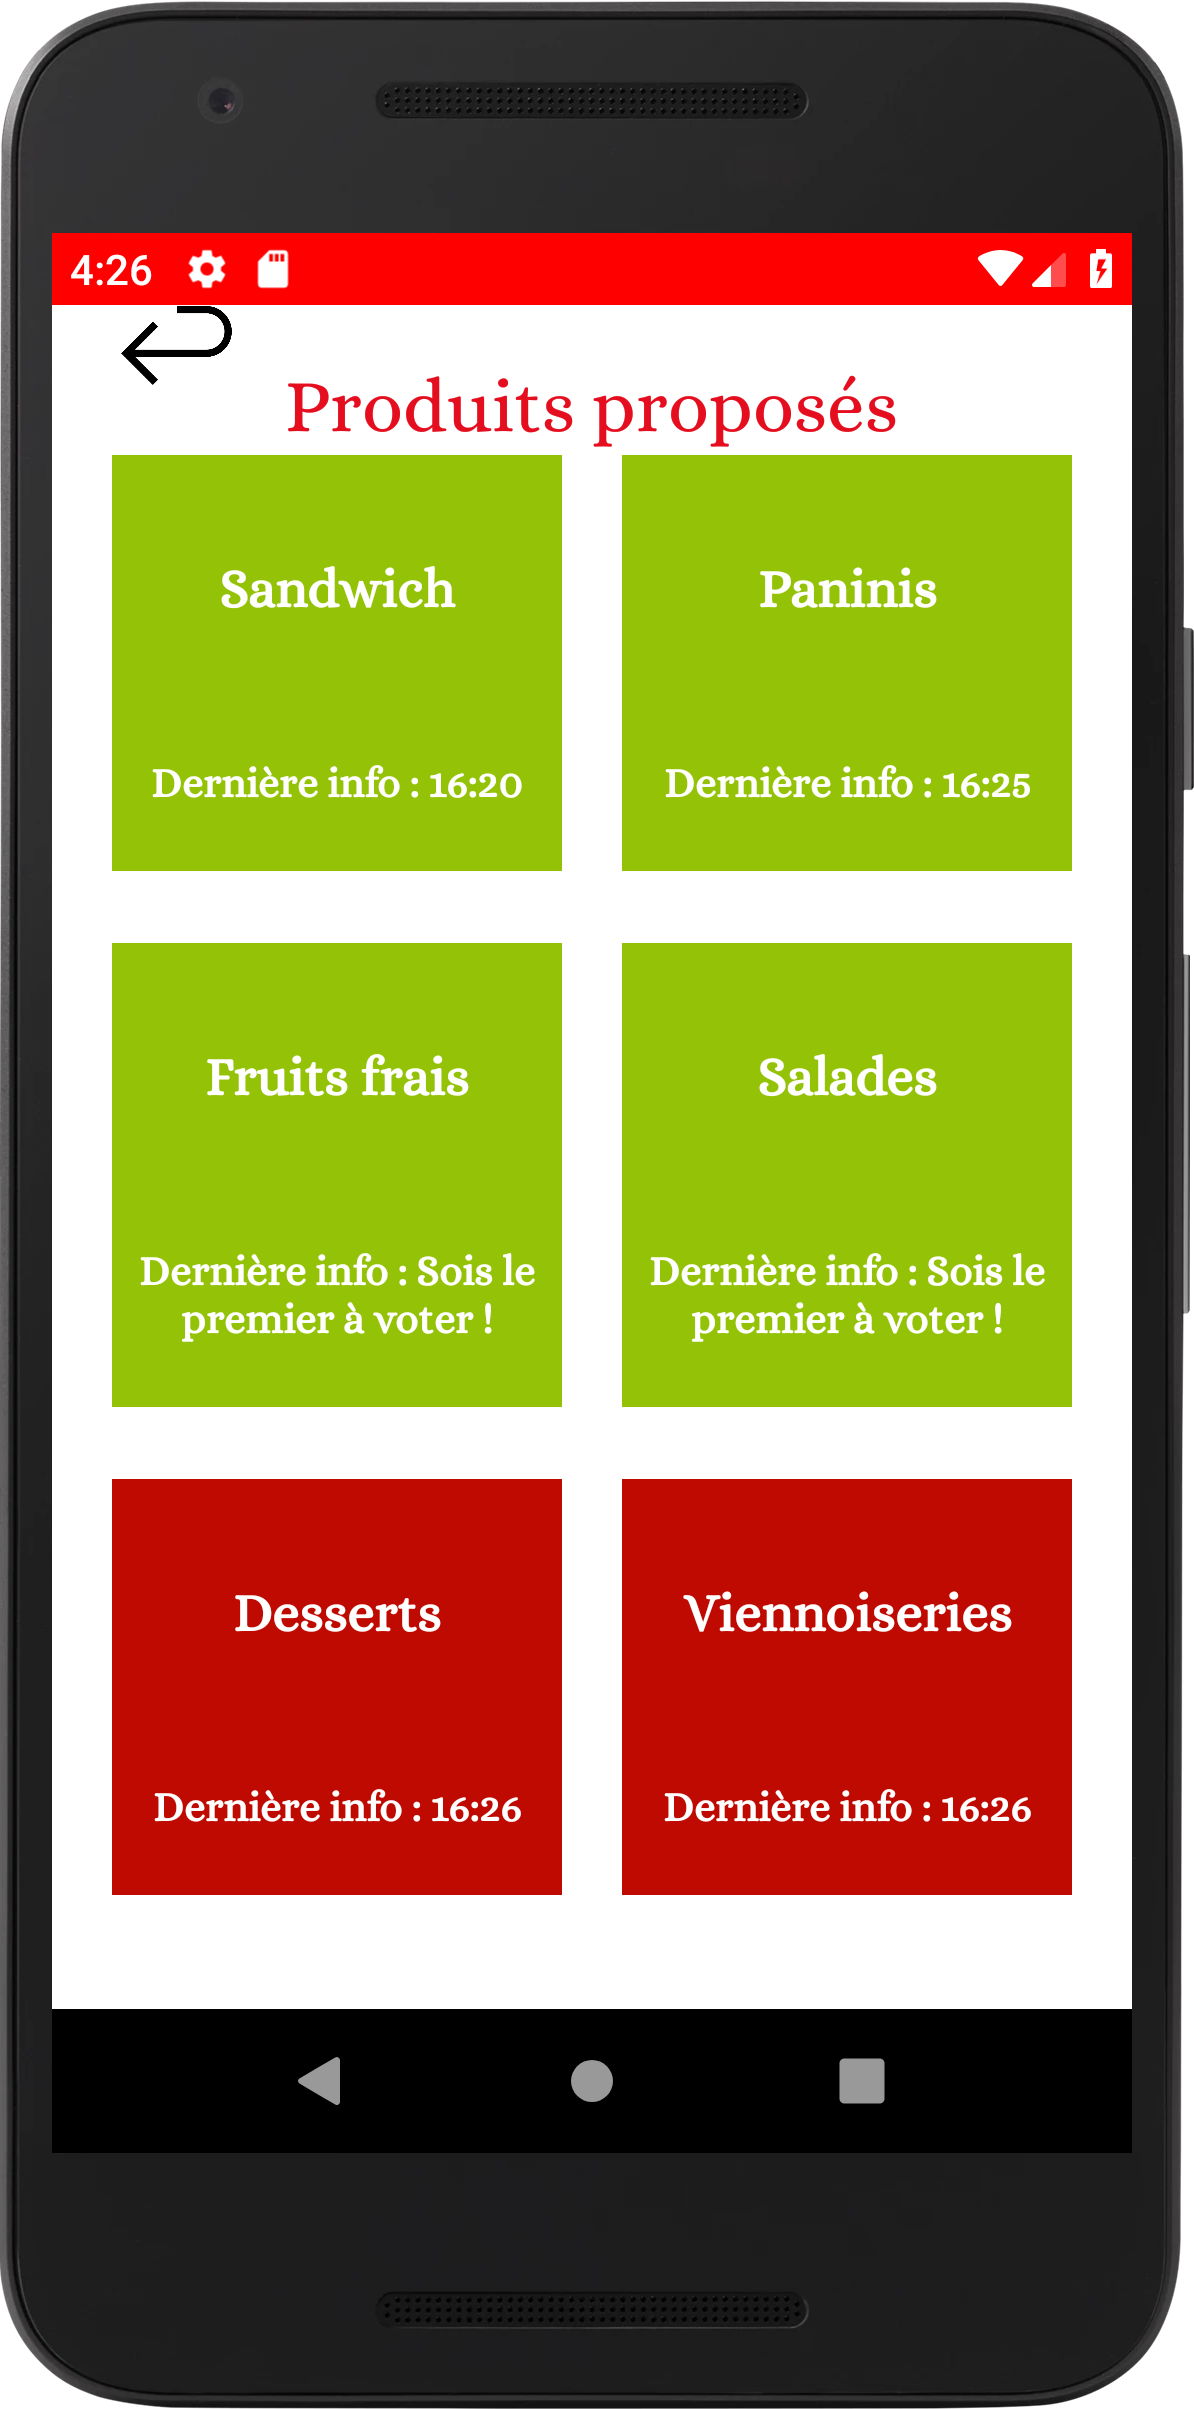 4:26
Produits proposés
Sandwich
Paninis
Dernière info : 16:20
Dernière info : 16:25
Fruits frais
Salades
Dernière info : Sois le
premier à voter !
Dernière info : Sois le
premier à voter !
Desserts
Viennoiseries
Dernière info : 16:26
Dernière info : 16:26